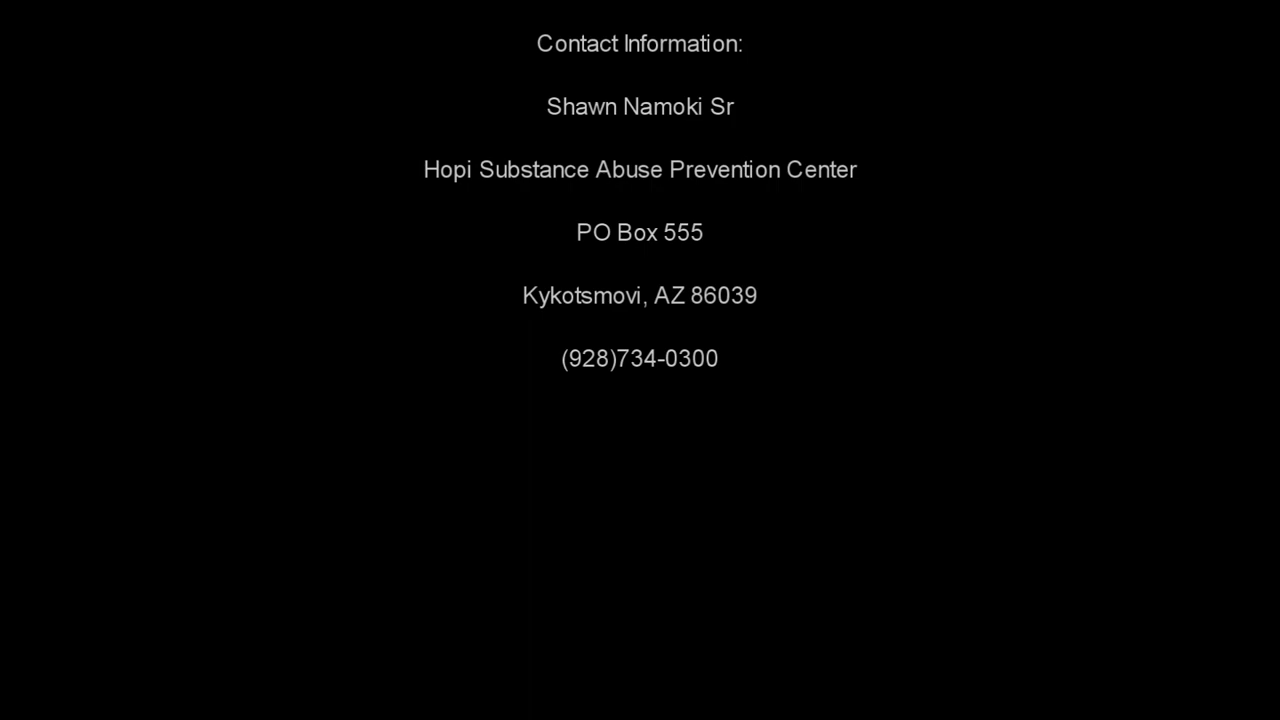 Contact Information:
Shawn Namoki Sr
Hopi Substance Abuse Prevention Center
PO Box 555
Kykotsmovi, AZ 86039
(928)734-0300